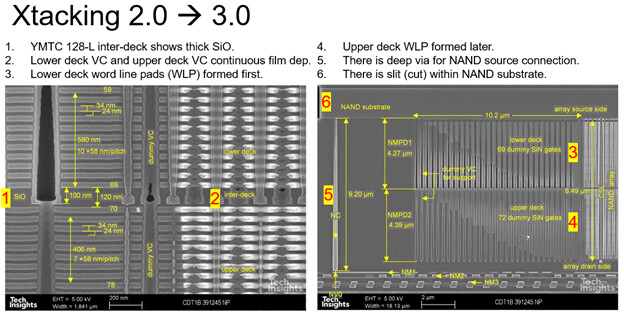 Xtacking 2.0 → 3.0
1. YMTC 128-L inter-deck shows thick SiO.
2. Lower deck VC and upper deck VC continuous film dep.
3. Lower deck word line pads (WLP) formed first.
4. Upper deck WLP formed later.
5. There is deep via for NAND source connection.
6. There is slit (cut) within NAND substrate.
59
34 nm
24 nm
580 nm
10 ×58 nm/pitch
dummy VC
lower deck
69
1
SiO
100 nm
120 nm
2
inter-deck
70
34 nm
24 nm
406 nm
7 ×58 nm/pitch
dummy VC
upper deck
78
Tech
Insights
EHT = 5.00 kV
Width = 1.841 µm
200 nm
CDT1B 391245 NP
6
NAND substrate
10.2 µm
array source side
NMPD1
4.27 µm
lower deck
69 dummy SiN gates
3
dummy VC
for support
8.49 µm
NAND array
5
9.20 µm
NC
NMPD2
4.39 µm
upper deck
72 dummy SiN gates
4
array drain side
NM1
NM2
NM3
NV0
Tech
Insights
EHT = 5.00 kV
Width = 18.13 µm
2 µm
CDT1B 391245 NP